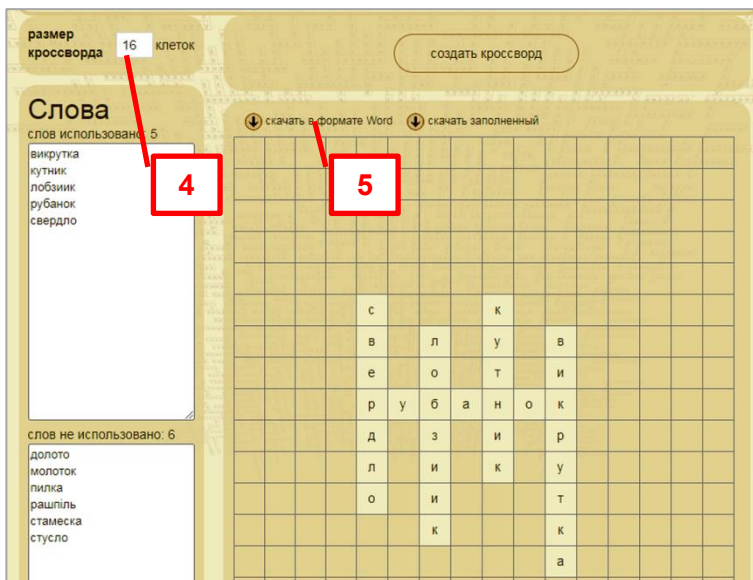 размер
кроссворда 16 клеток
создать кроссворд
Слова
слов использовано: 5
викрутка
кутник
лобзиик
рубанок
свердло
4
скачать в формате Word скачать заполненный
5
с к
в л у в
е о т и
р у б а н о к
д з и р
л и к у
о и т
к к
а
слов не использовано: 6
долото
молоток
пилка
рашпіль
стамеска
стусло